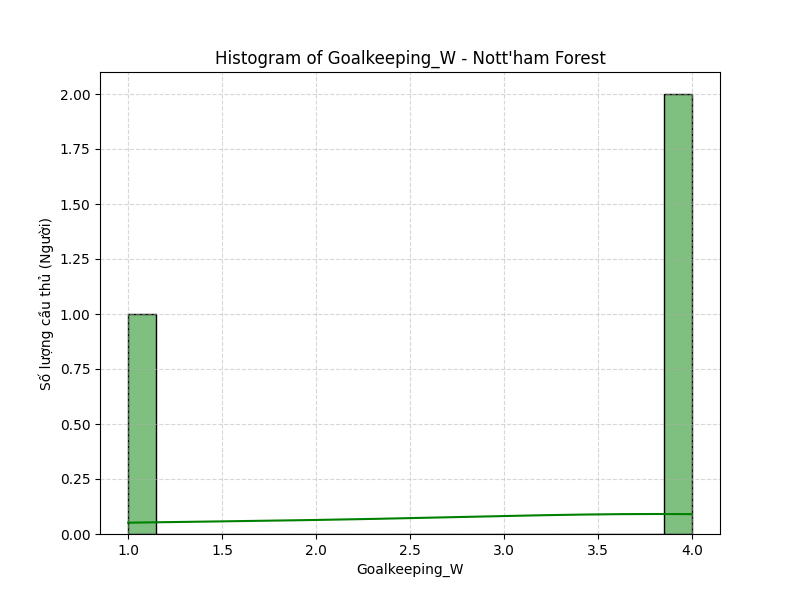 Histogram of Goalkeeping_W - Nott'ham Forest
2.00
1.75
1.50
1.25
1.00
0.75
0.50
0.25
0.00
Số lượng cầu thủ (Người)
1.0 1.5 2.0 2.5 3.0 3.5 4.0
Goalkeeping_W